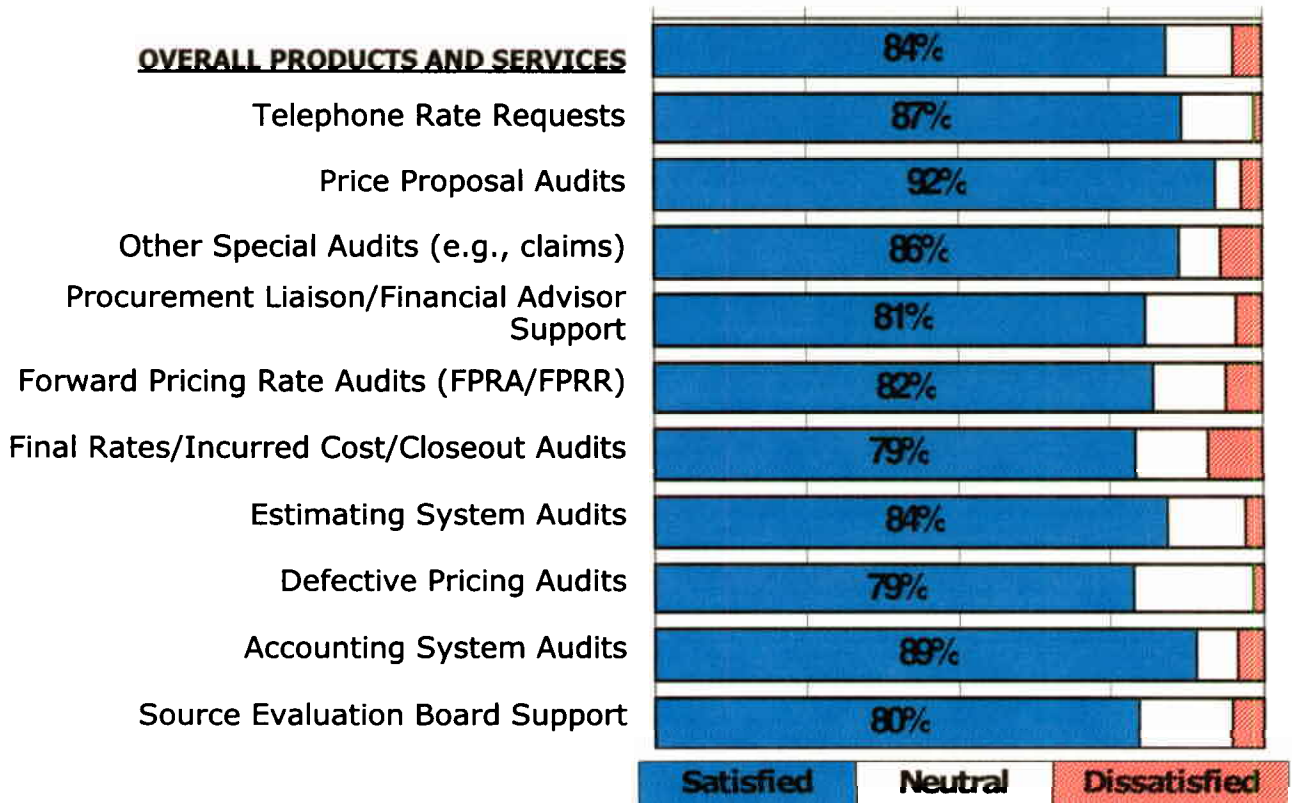 OVERALL PRODUCTS AND SERVICES 84%
Telephone Rate Requests 87%
Price Proposal Audits 92%
Other Special Audits (e.g., claims) 86%
Procurement Liaison/Financial Advisor
Support 81%
Forward Pricing Rate Audits (FPRA/FPRR) 82%
Final Rates/Incurred Cost/Closeout Audits 79%
Estimating System Audits 84%
Defective Pricing Audits 79%
Accounting System Audits 89%
Source Evaluation Board Support 80%
Satisfied Neutral Dissatisfied